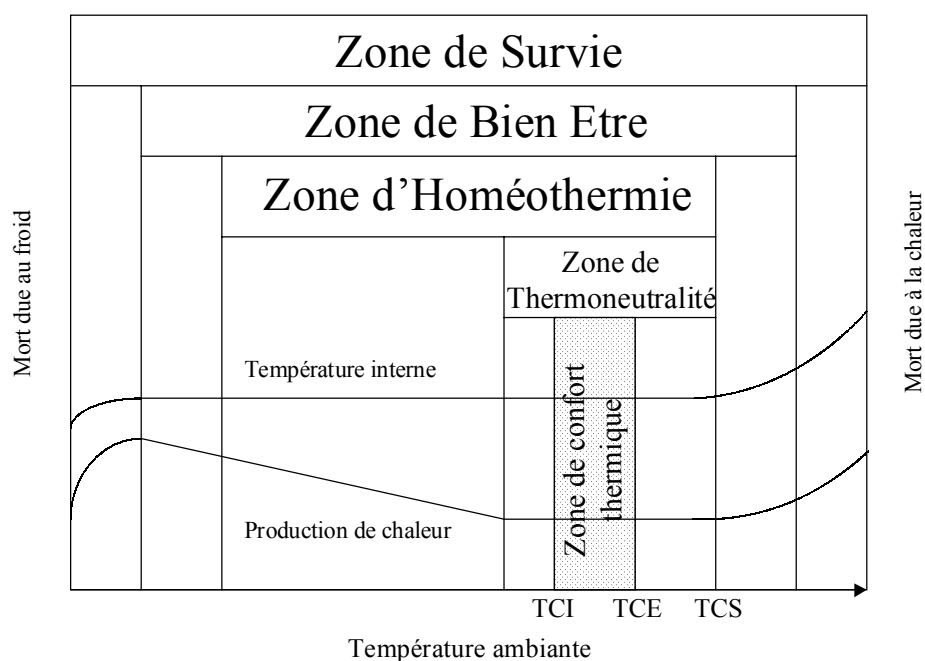 Zone de Survie
Zone de Bien Etre
Zone d’Homéothermie
Zone de
Thermoneutralité
Mort due au froid
Mort due à la chaleur
Température interne
Zone de confort
thermique
Production de chaleur
TCI
TCE
TCS
Température ambiante